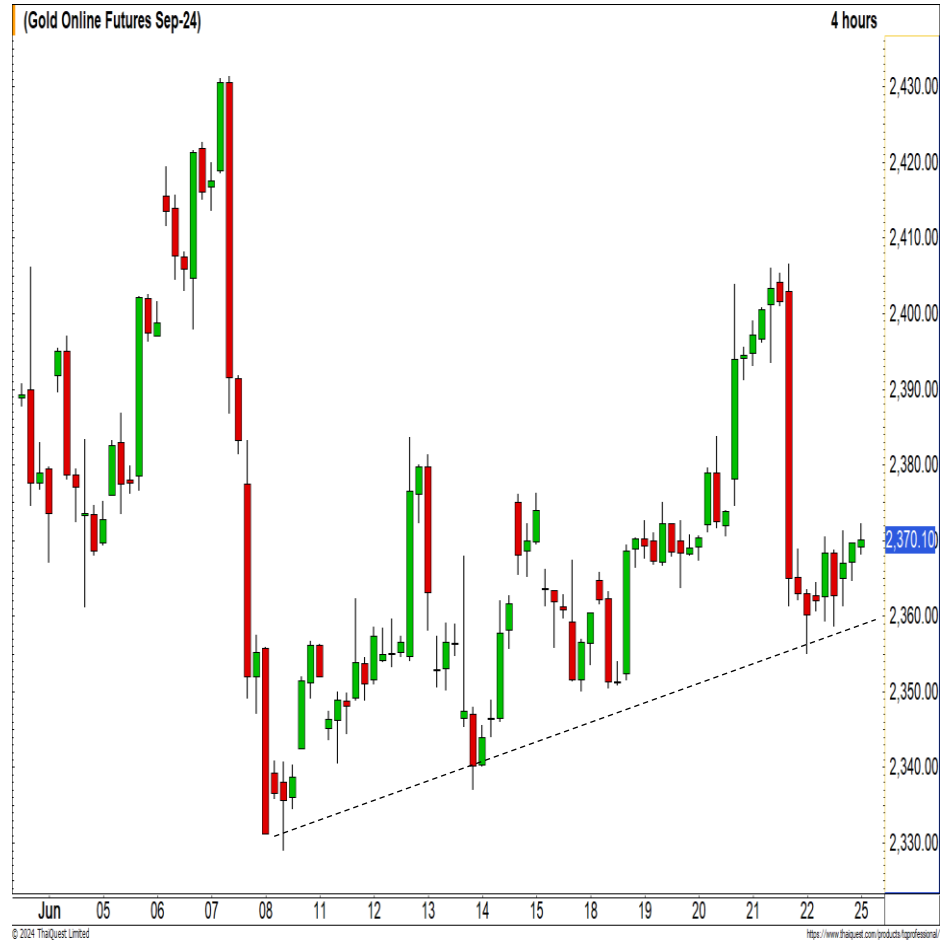 (Gold Online Futures Sep-24)
4 hours
2,430.00
2,420.00
2,410.00
2,400.00
2,390.00
2,380.00
2,370.10
2,360.00
2,350.00
2,340.00
2,330.00
Jun 05 06 07 08 11 12 13 14 15 18 19 20 21 22 25
© 2024 ThaiQuest Limited
https://www.thaiquest.com/products/tqprofessional/